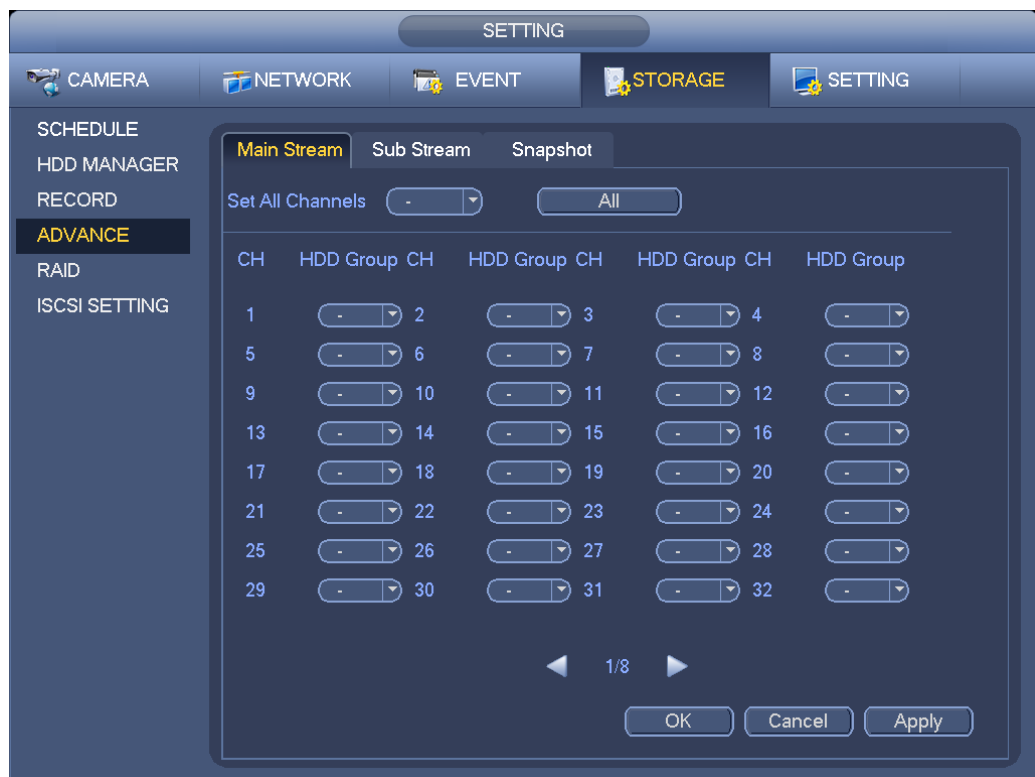 SETTING
CAMERA NETWORK EVENT STORAGE SETTING
SCHEDULE
HDD MANAGER
RECORD
ADVANCE
RAID
ISCSI SETTING
Main Stream Sub Stream Snapshot
Set All Channels - All
CH HDD Group CH HDD Group CH HDD Group CH HDD Group
1 - 2 - 3 - 4 -
5 - 6 - 7 - 8 -
9 - 10 - 11 - 12 -
13 - 14 - 15 - 16 -
17 - 18 - 19 - 20 -
21 - 22 - 23 - 24 -
25 - 26 - 27 - 28 -
29 - 30 - 31 - 32 -
1/8
OK Cancel Apply